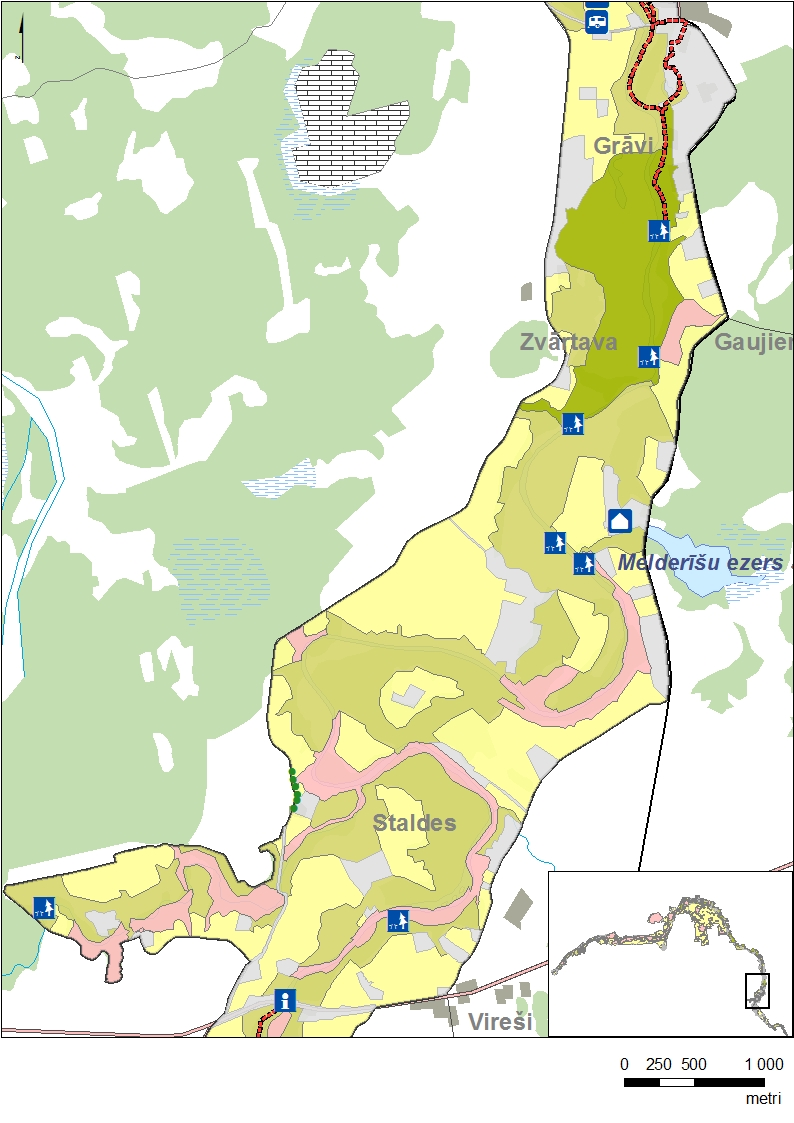 Grāvi
Zvārtava
Gaujien
Melderīšu ezers
Staldes
Vireši
0 250 500 1 000
metri